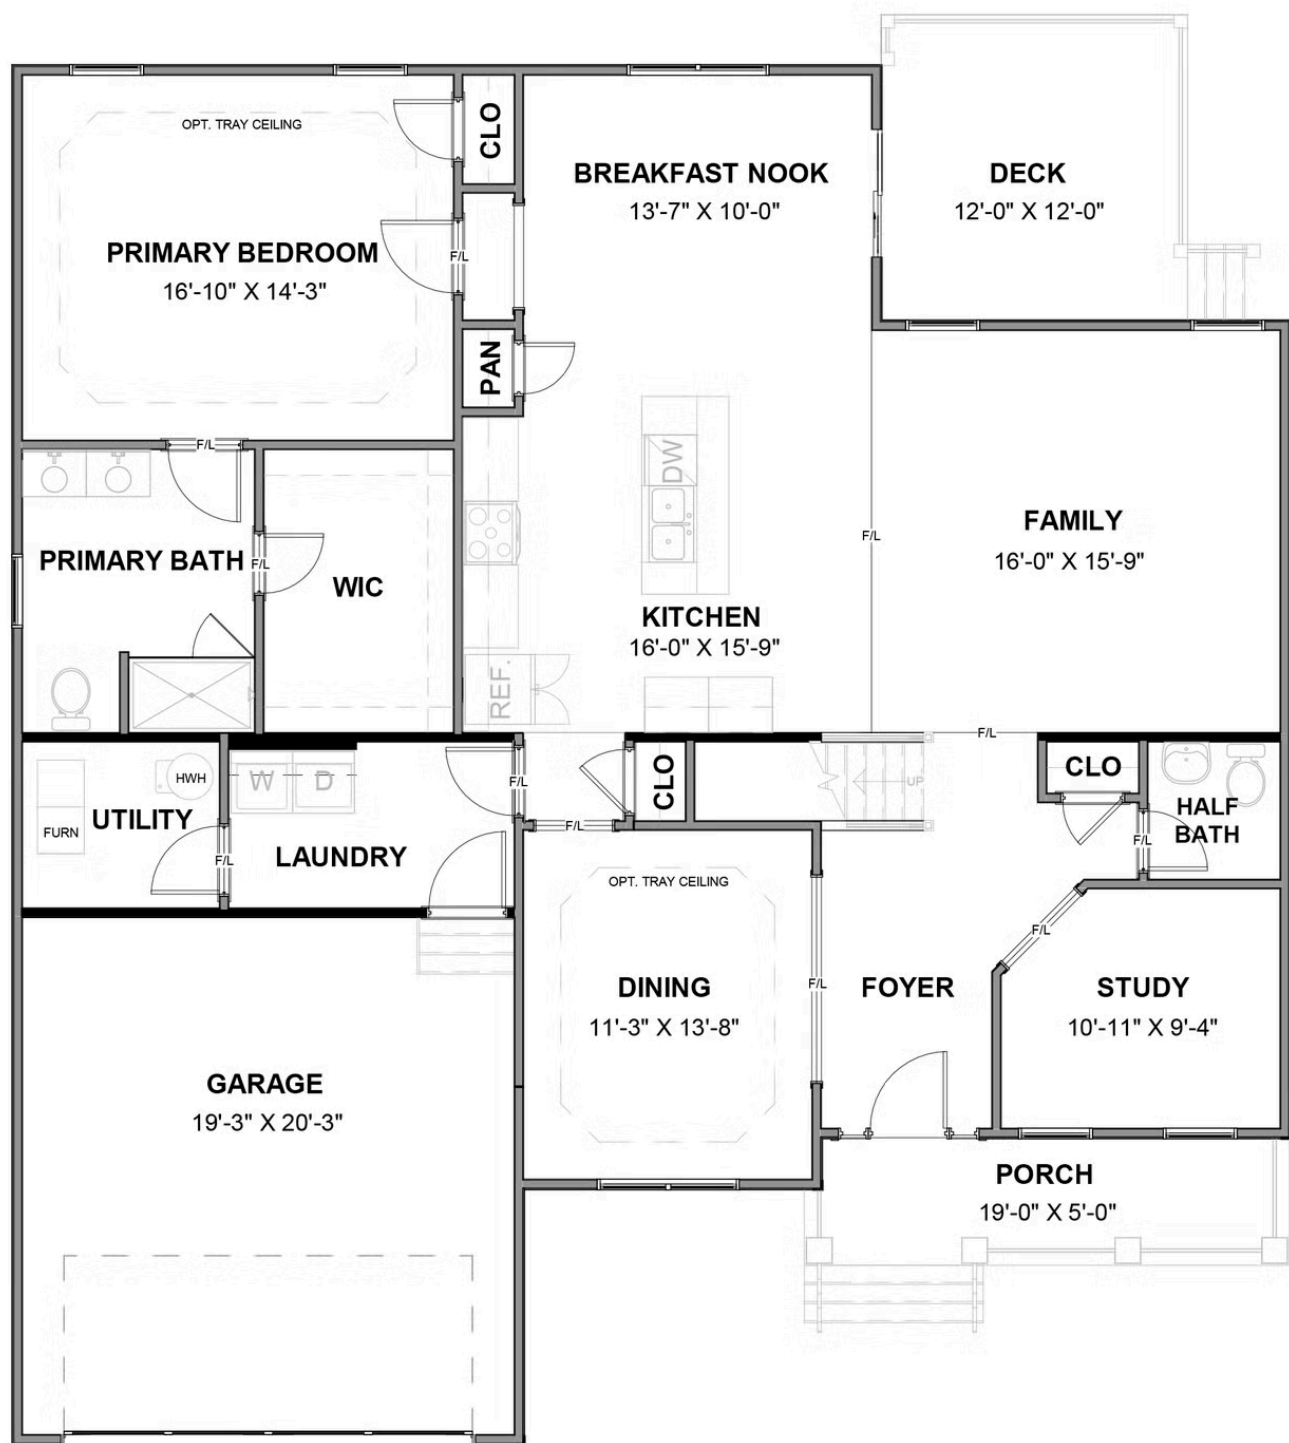 OPT. TRAY CEILING
CLO
BREAKFAST NOOK
13'-7" X 10'-0"
DECK
12'-0" X 12'-0"
PRIMARY BEDROOM
16'-10" X 14'-3"
F/L
PAN
F/L
DW
PRIMARY BATH
F/L
WIC
F/L
FAMILY
16'-0" X 15'-9"
KITCHEN
16'-0" X 15'-9"
REF.
F/L
HWH
FURN
UTILITY
F/L
W
D
LAUNDRY
F/L
CLO
F/L
UP
CLO
HALF
BATH
F/L
OPT. TRAY CEILING
DINING
11'-3" X 13'-8"
F/L
FOYER
F/L
STUDY
10'-11" X 9'-4"
GARAGE
19'-3" X 20'-3"
PORCH
19'-0" X 5'-0"